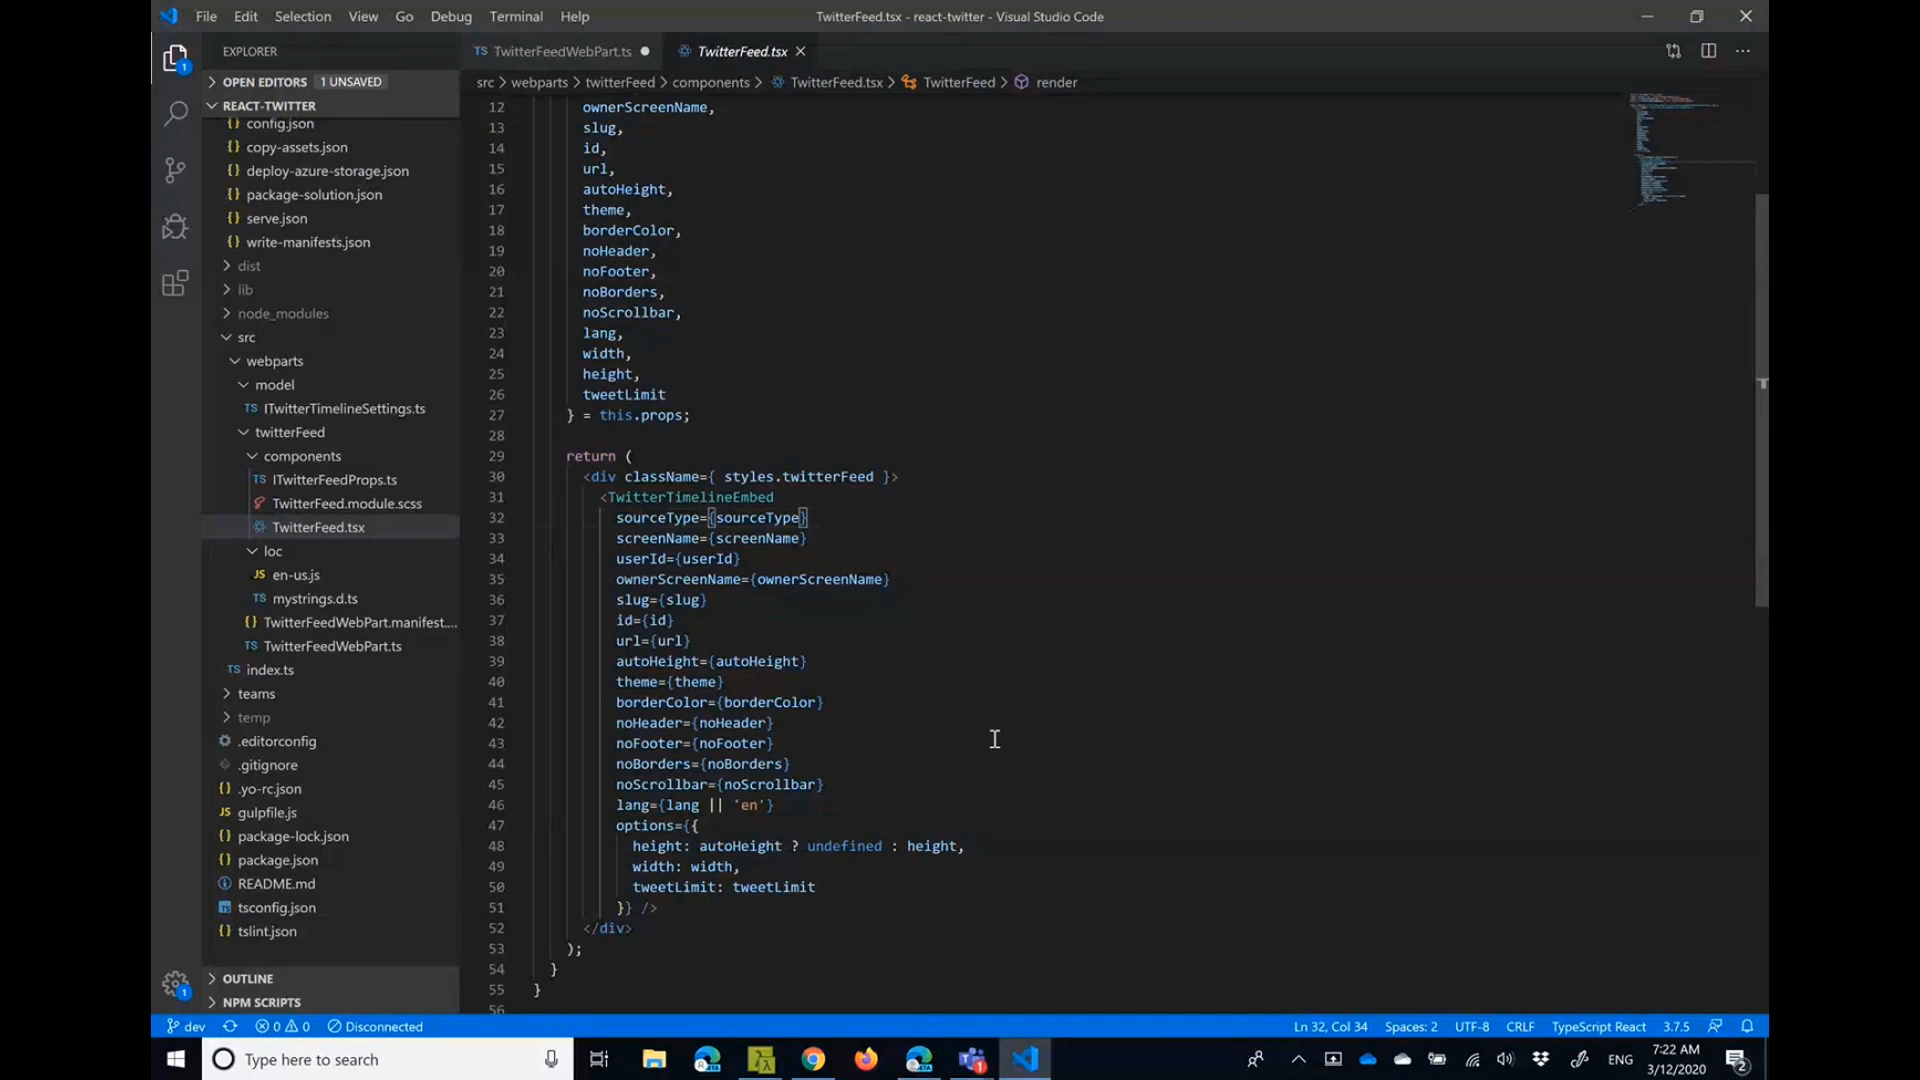 File Edit Selection View Go Debug Terminal Help
TwitterFeed.tsx - react-twitter - Visual Studio Code
EXPLORER
OPEN EDITORS 1 UNSAVED
REACT-TWITTER
config.json
copy-assets.json
deploy-azure-storage.json
package-solution.json
serve.json
write-manifests.json
dist
lib
node_modules
src
webparts
model
TS ITwitterTimelineSettings.ts
twitterFeed
components
TS ITwitterFeedProps.ts
TwitterFeed.module.scss
TwitterFeed.tsx
loc
JS en-us.js
TS mystrings.d.ts
TwitterFeedWebPart.manifest....
TS TwitterFeedWebPart.ts
TS index.ts
teams
temp
.editorconfig
.gitignore
.yo-rc.json
JS gulpfile.js
package-lock.json
package.json
README.md
tsconfig.json
tslint.json
OUTLINE
NPM SCRIPTS
TS TwitterFeedWebPart.ts
TwitterFeed.tsx
src > webparts > twitterFeed > components > TwitterFeed.tsx > TwitterFeed > render
12 ownerScreenName,
13 slug,
14 id,
15 url,
16 autoHeight,
17 theme,
18 borderColor,
19 noHeader,
20 noFooter,
21 noBorders,
22 noScrollbar,
23 lang,
24 width,
25 height,
26 tweetLimit
27 } = this.props;
28
29 return (
30 <div className={ styles.twitterFeed }>
31 <TwitterTimelineEmbed
32 sourceType={sourceType}
33 screenName={screenName}
34 userId={userId}
35 ownerScreenName={ownerScreenName}
36 slug={slug}
37 id={id}
38 url={url}
39 autoHeight={autoHeight}
40 theme={theme}
41 borderColor={borderColor}
42 noHeader={noHeader}
43 noFooter={noFooter}
44 noBorders={noBorders}
45 noScrollbar={noScrollbar}
46 lang={lang || 'en'}
47 options={{
48 height: autoHeight ? undefined : height,
49 width: width,
50 tweetLimit: tweetLimit
51 }} />
52 </div>
53 );
54 }
55 }
56
dev 0 0 Disconnected
Ln 32, Col 34 Spaces: 2 UTF-8 CRLF TypeScript React 3.7.5
Type here to search
ENG
7:22 AM
3/12/2020